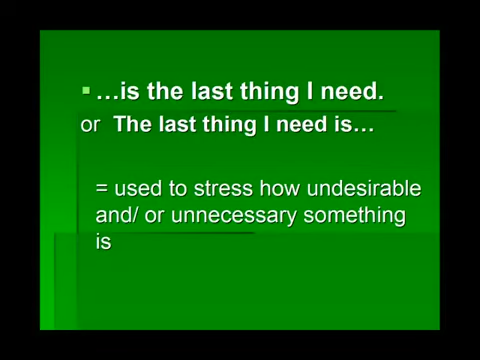 …is the last thing I need.
or The last thing I need is…
= used to stress how undesirable
and/ or unnecessary something
is